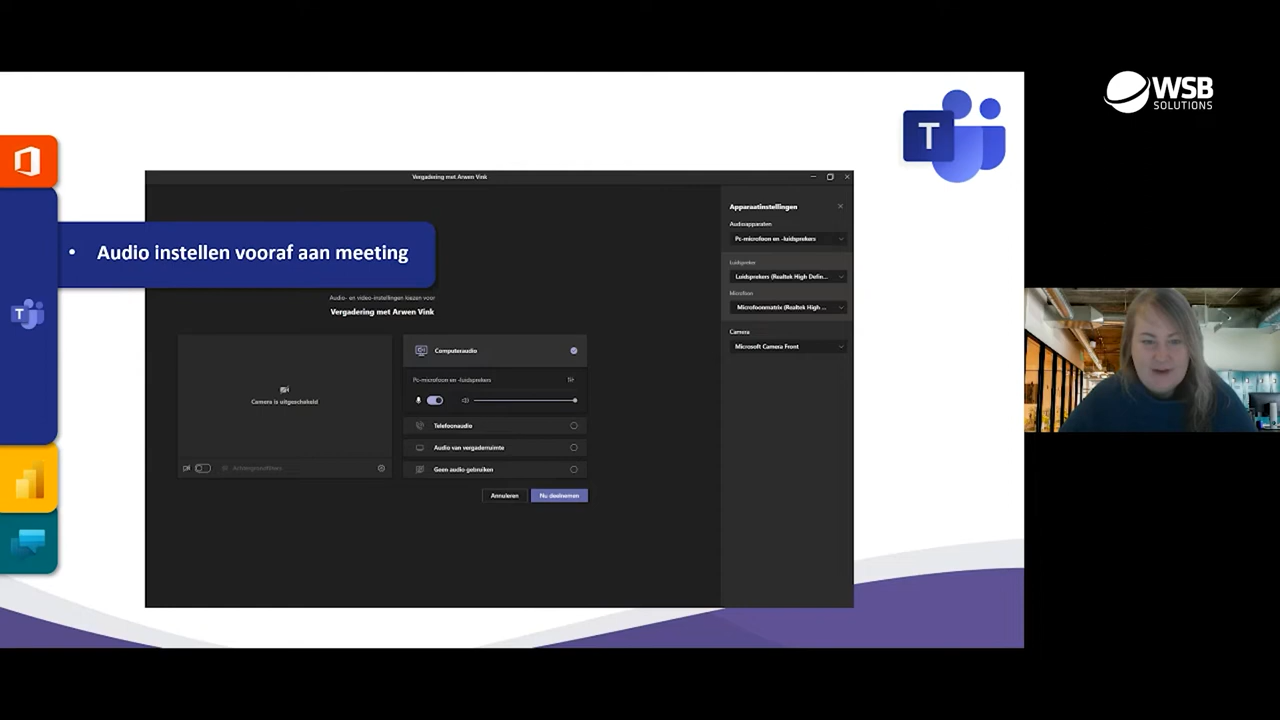 WSB
SOLUTIONS
T
Vergadering met Arwen Vink
• Audio instellen vooraf aan meeting
Audio- en video-instellingen kiezen voor
Vergadering met Arwen Vink
Camera is uitgeschakeld
Achtergrondfilters
Computeraudio
Pc-microfoon en -luidsprekers
Telefoonaudio
Audio van vergaderruimte
Geen audio gebruiken
Annuleren
Nu deelnemen
Apparaatinstellingen
Audioapparaten
Pc-microfoon en -luidsprekers
Luidspreker
Luidsprekers (Realtek High Defin...
Microfoon
Microfoonmatrix (Realtek High ...
Camera
Microsoft Camera Front
T